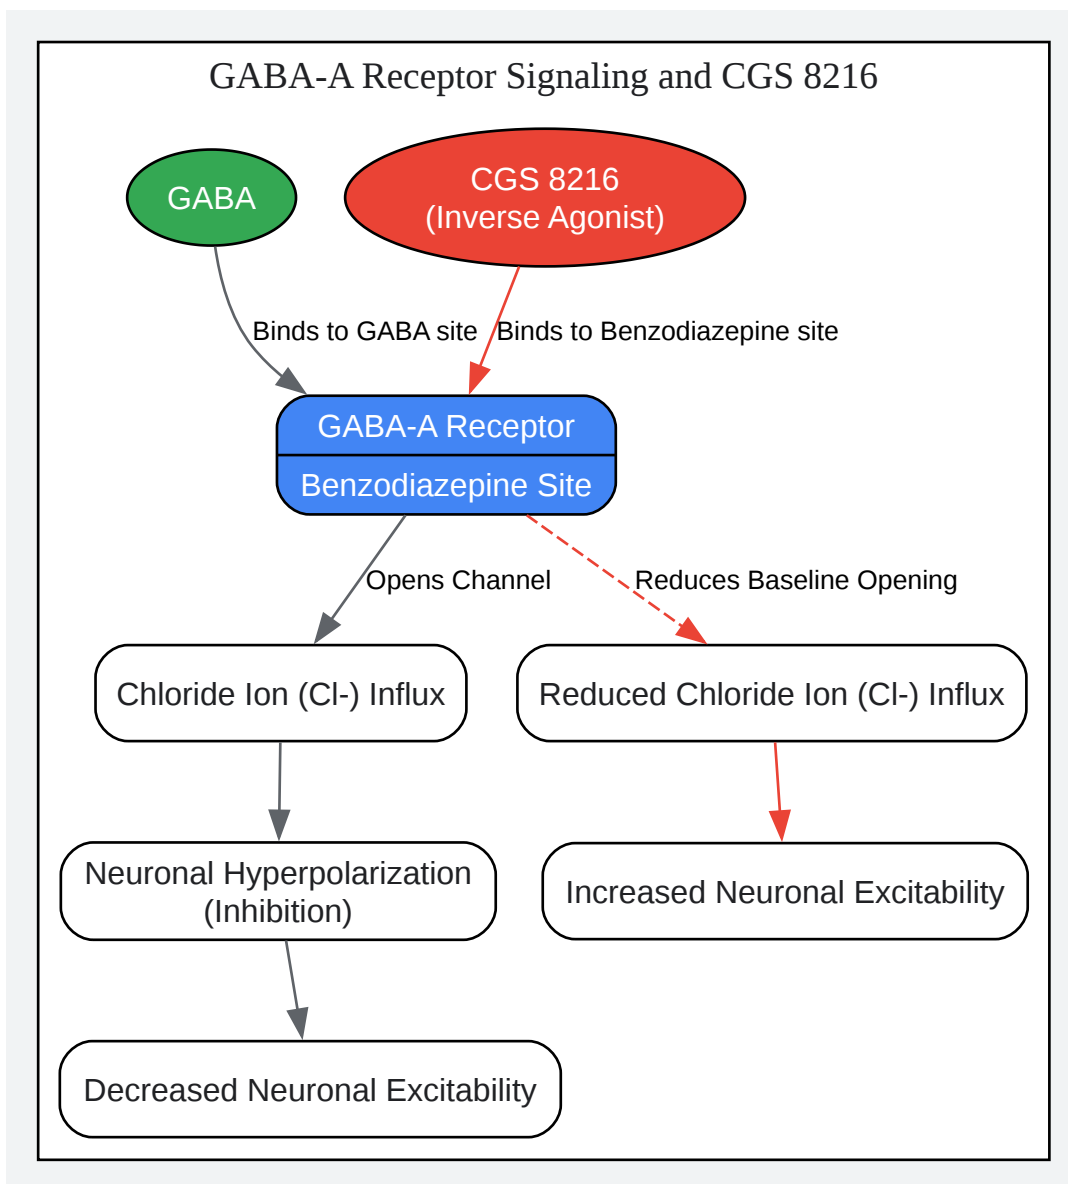 GABA-A Receptor Signaling and CGS 8216
GABA
CGS 8216
(Inverse Agonist)
Binds to GABA site
Binds to Benzodiazepine site
GABA-A Receptor
Benzodiazepine Site
Opens Channel
Reduces Baseline Opening
Chloride Ion (Cl-) Influx
Reduced Chloride Ion (Cl-) Influx
Neuronal Hyperpolarization
(Inhibition)
Increased Neuronal Excitability
Decreased Neuronal Excitability